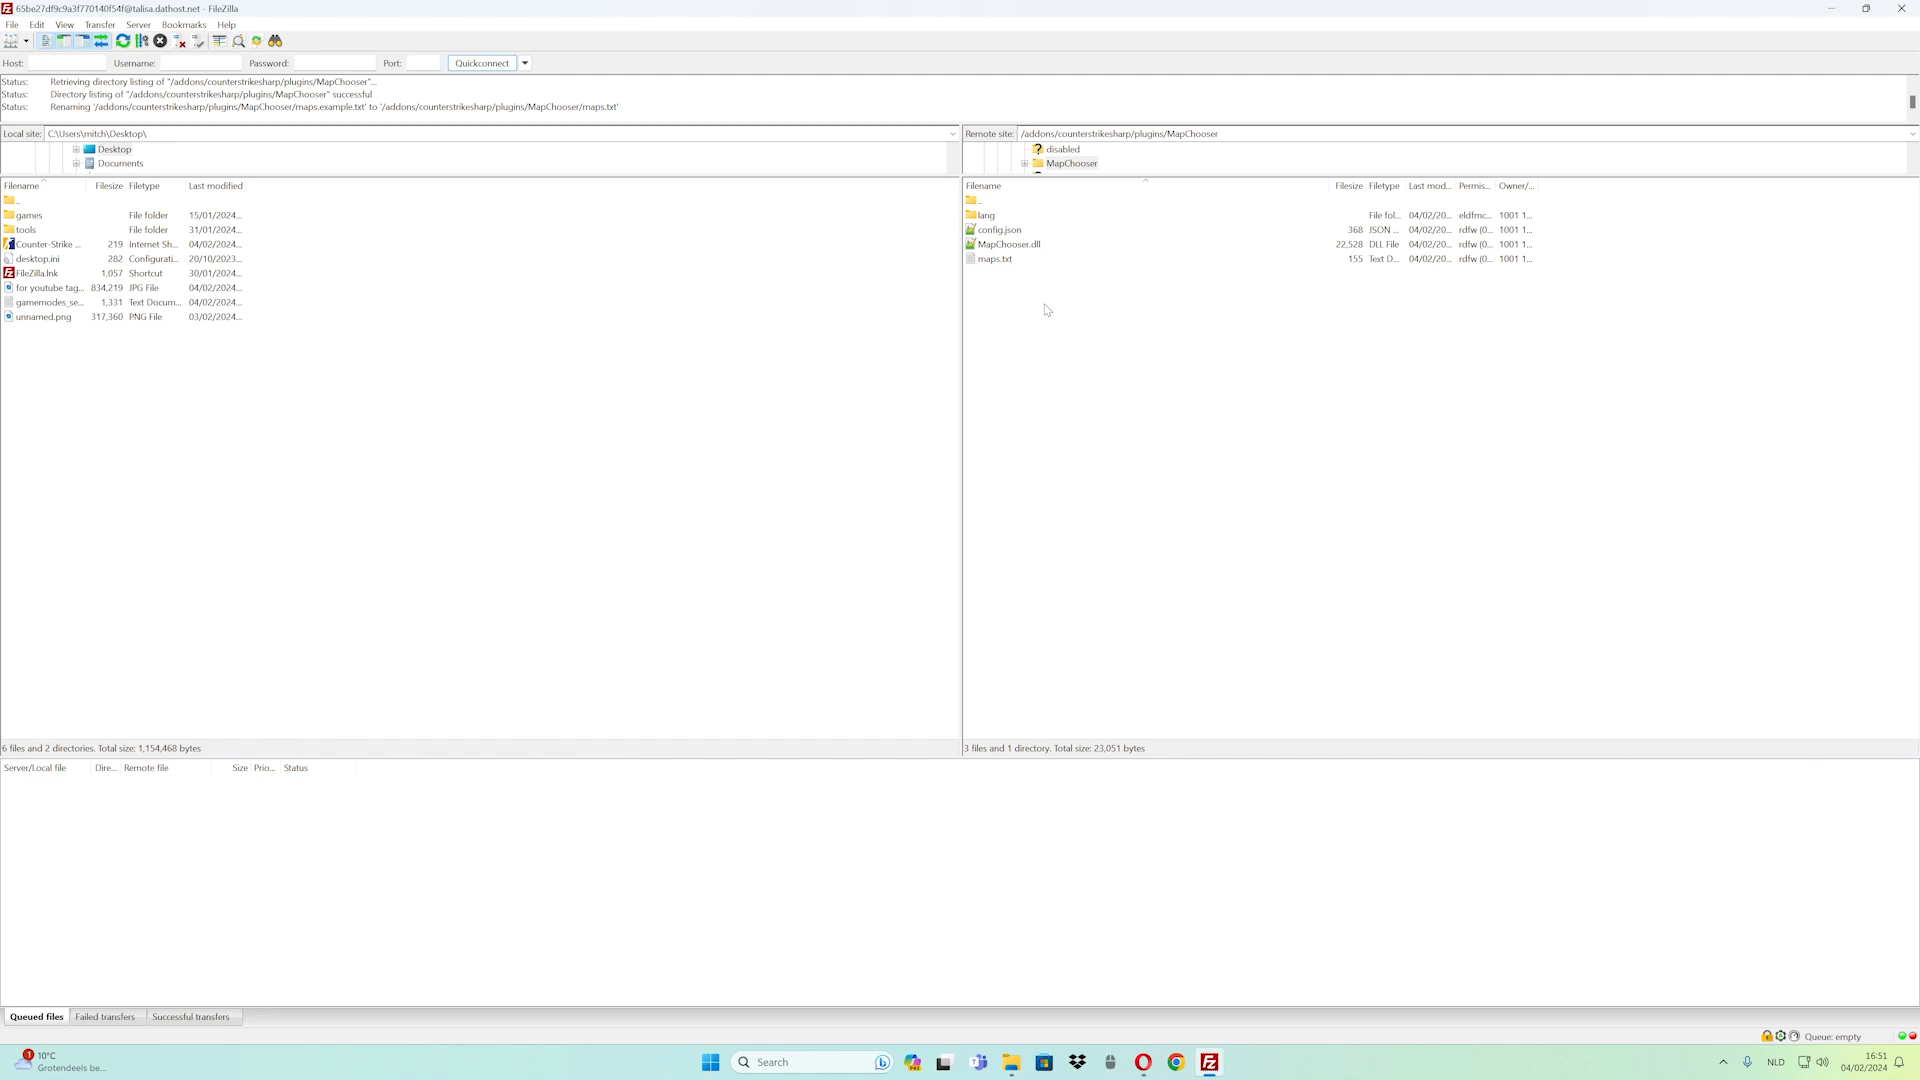 65be27df9c9a3f770140f54f@talisa.dathost.net - FileZilla
File Edit View Transfer Server Bookmarks Help
Host: Username: Password: Port: Quickconnect
Status: Retrieving directory listing of "/addons/counterstrikesharp/plugins/MapChooser"...
Status: Directory listing of "/addons/counterstrikesharp/plugins/MapChooser" successful
Status: Renaming '/addons/counterstrikesharp/plugins/MapChooser/maps.example.txt' to '/addons/counterstrikesharp/plugins/MapChooser/maps.txt'
Local site: C:\Users\mitch\Desktop\
Desktop
Documents
Filename Filesize Filetype Last modified
..
games File folder 15/01/2024...
tools File folder 31/01/2024...
Counter-Strike ... 219 Internet Sh... 04/02/2024...
desktop.ini 282 Configurati... 20/10/2023...
FileZilla.lnk 1,057 Shortcut 30/01/2024...
for youtube tag... 834,219 JPG File 04/02/2024...
gamemodes_se... 1,331 Text Docum... 04/02/2024...
unnamed.png 317,360 PNG File 03/02/2024...
6 files and 2 directories. Total size: 1,154,468 bytes
Remote site: /addons/counterstrikesharp/plugins/MapChooser
disabled
MapChooser
Filename Filesize Filetype Last mod... Permis... Owner/...
..
lang File fol... 04/02/20... eldfmc... 1001 1...
config.json 368 JSON ... 04/02/20... rdfw (0... 1001 1...
MapChooser.dll 22,528 DLL File 04/02/20... rdfw (0... 1001 1...
maps.txt 155 Text D... 04/02/20... rdfw (0... 1001 1...
3 files and 1 directory. Total size: 23,051 bytes
Server/Local file Dire... Remote file Size Prio... Status
Queued files Failed transfers Successful transfers
Queue: empty
1
10°C
Grotendeels be...
Search
PRE
NLD
16:51
04/02/2024